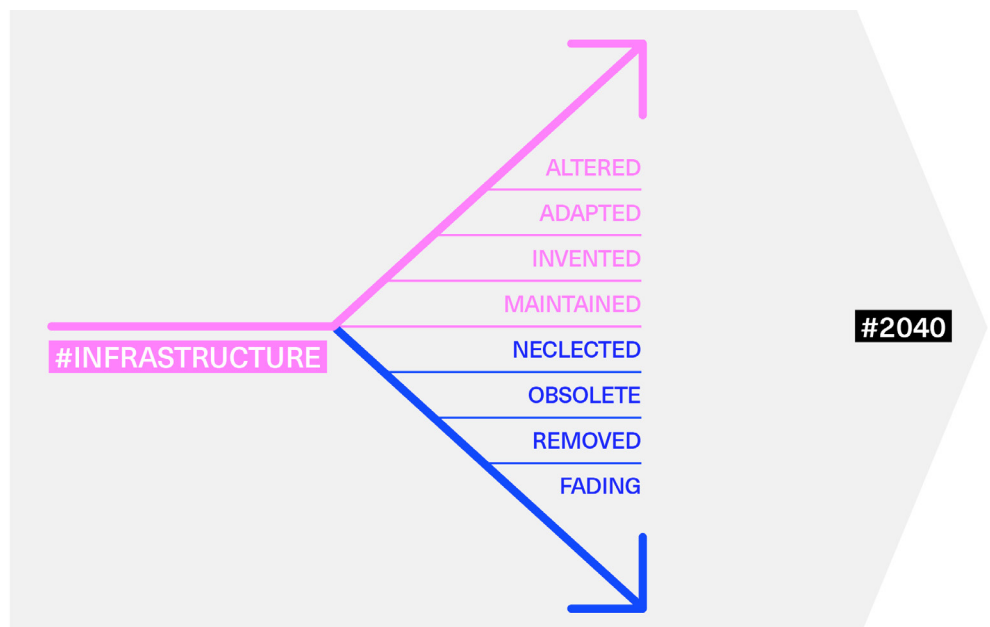 ALTERED
ADAPTED
INVENTED
MAINTAINED
#INFRASTRUCTURE
NECLECTED
OBSOLETE
REMOVED
FADING
#2040